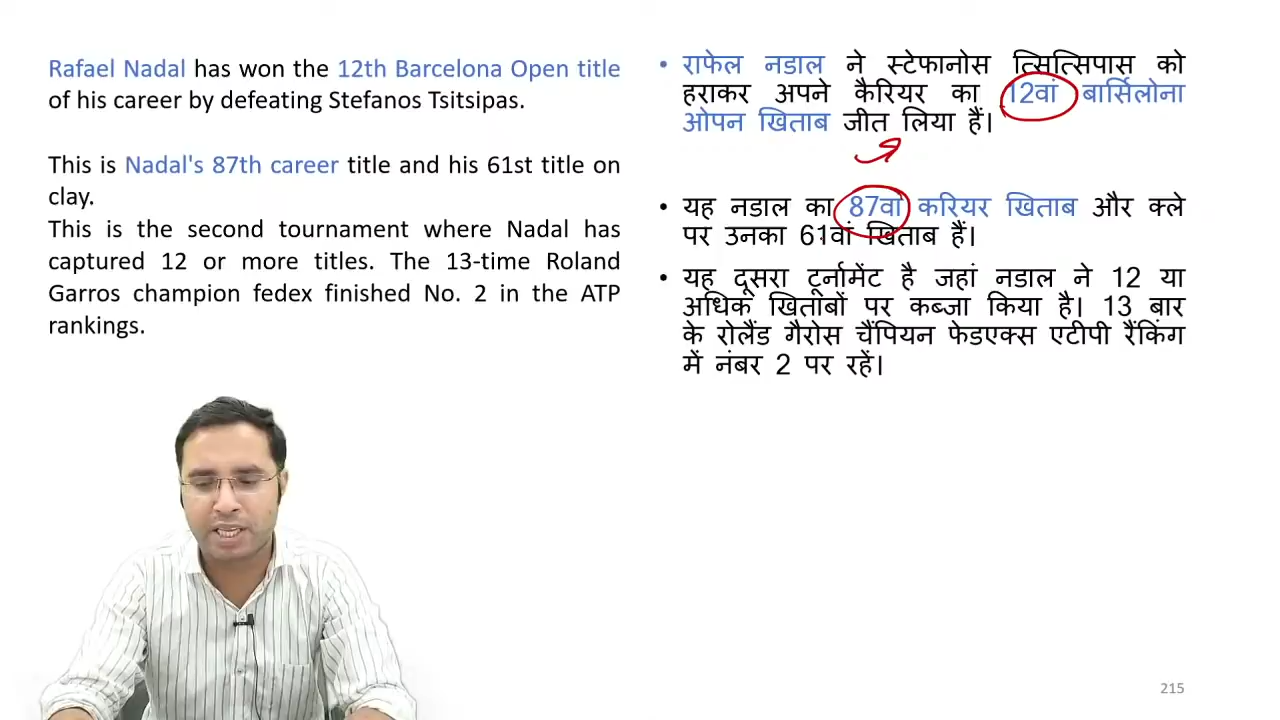 Rafael Nadal has won the 12th Barcelona Open title
of his career by defeating Stefanos Tsitsipas.
This is Nadal's 87th career title and his 61st title on
clay.
This is the second tournament where Nadal has
captured 12 or more titles. The 13-time Roland
Garros champion fedex finished No. 2 in the ATP
rankings.
• राफेल नडाल ने स्टेफानोस त्सित्सिपास को
हराकर अपने कैरियर का 12वां बार्सिलोना
ओपन खिताब जीत लिया हैं।
• यह नडाल का 87वां करियर खिताब और क्ले
पर उनका 61वां खिताब हैं।
• यह दूसरा टूर्नामेंट है जहां नडाल ने 12 या
अधिक खिताबों पर कब्जा किया है। 13 बार
के रोलैंड गैरोस चैंपियन फेडएक्स एटीपी रैंकिंग
में नंबर 2 पर रहें।
215